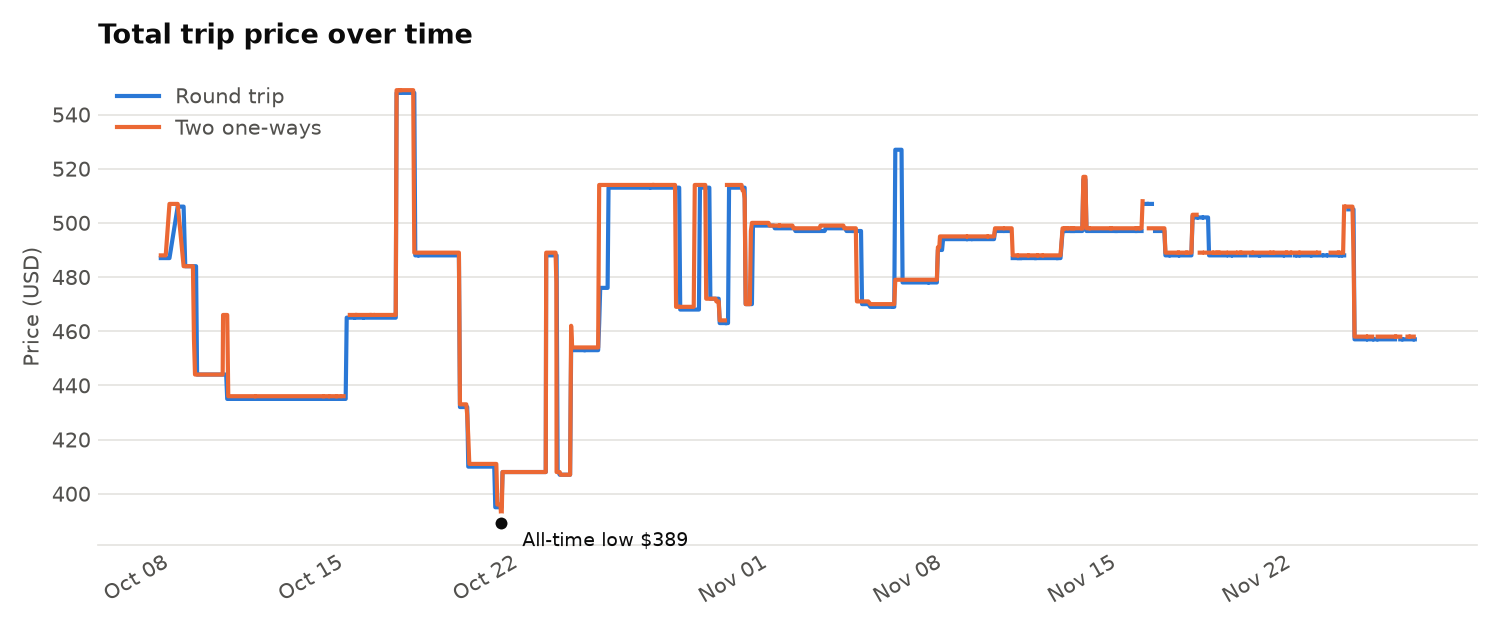 Total trip price over time
Round trip
Two one-ways
Price (USD)
540
520
500
480
460
440
420
400
All-time low $389
Oct 08
Oct 15
Oct 22
Nov 01
Nov 08
Nov 15
Nov 22